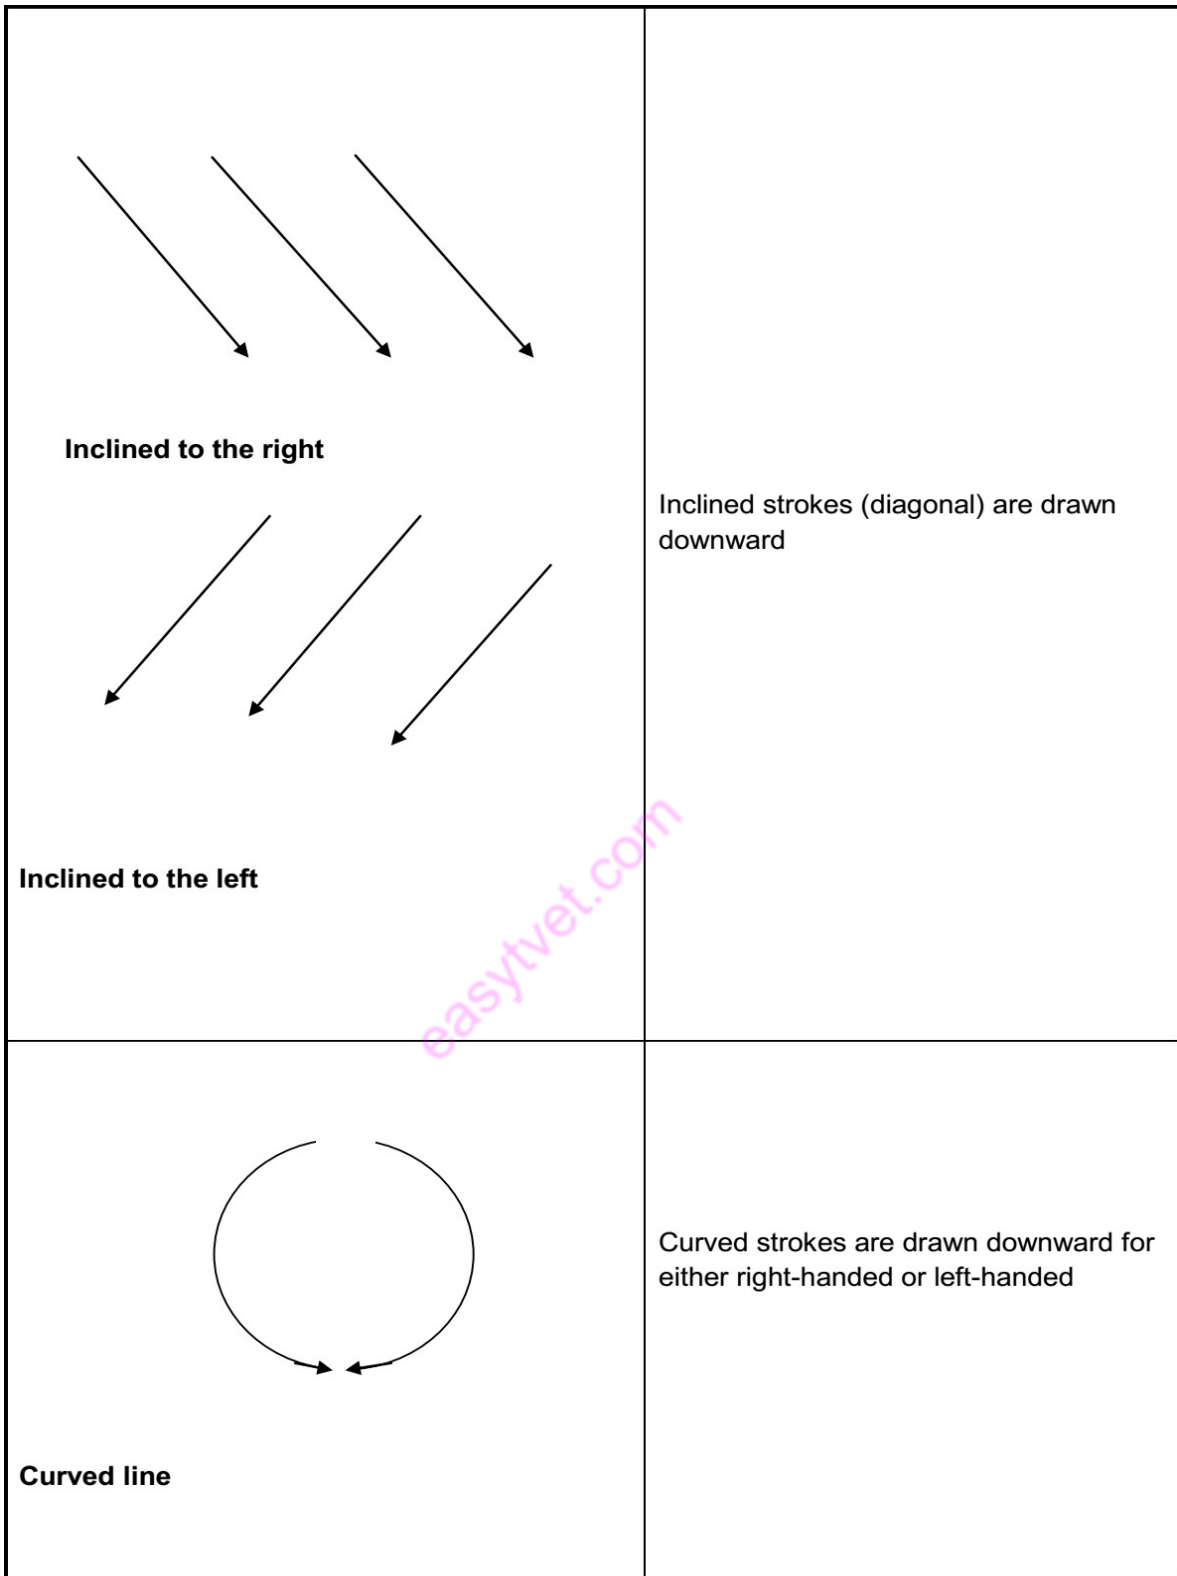 Inclined to the right
Inclined strokes (diagonal) are drawn
downward
Inclined to the left
easytvet.com
Curved strokes are drawn downward for
either right-handed or left-handed
Curved line